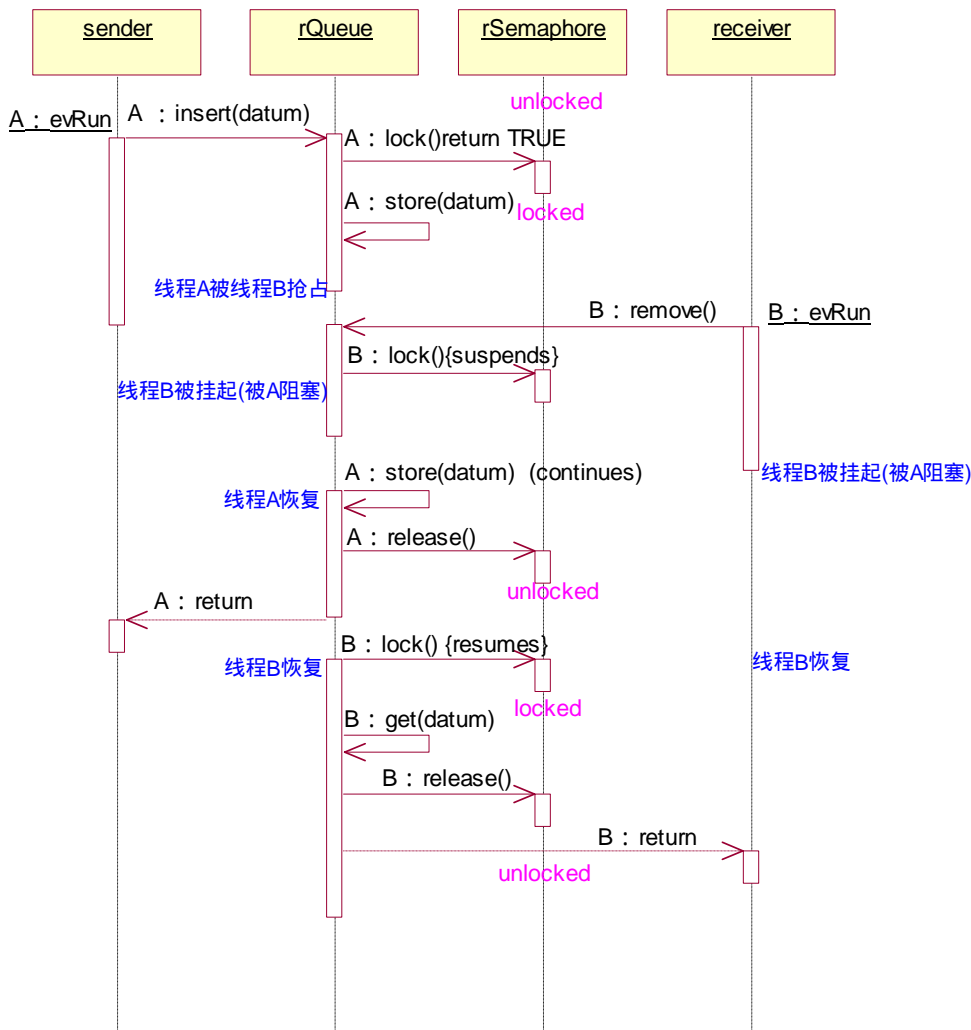 sender
rQueue
rSemaphore
receiver
unlocked
A：evRun
A ：insert(datum)
A：lock()return TRUE
A：store(datum)
locked
线程A被线程B抢占
B：remove()
B：evRun
B：lock(){suspends}
线程B被挂起(被A阻塞)
A：store(datum) (continues)
线程B被挂起(被A阻塞)
线程A恢复
A：release()
unlocked
A：return
B：lock() {resumes}
线程B恢复
线程B恢复
locked
B：get(datum)
B：release()
B：return
unlocked